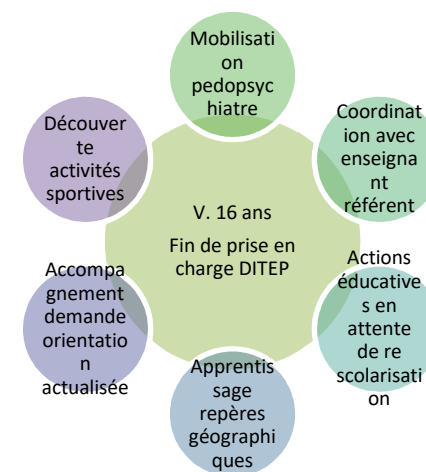 Mobilisati
on
pedopsyc
hiatre
Coordinat
ion avec
enseigna
nt
référent
Actions
éducative
s en
attente
de re
scolarisati
on
Apprentis
sage
repères
géographi
ques
Accompa
gnement
demande
orientatio
n
actualisée
Découver
te
activités
sportives
V. 16 ans
Fin de prise en
charge DITEP